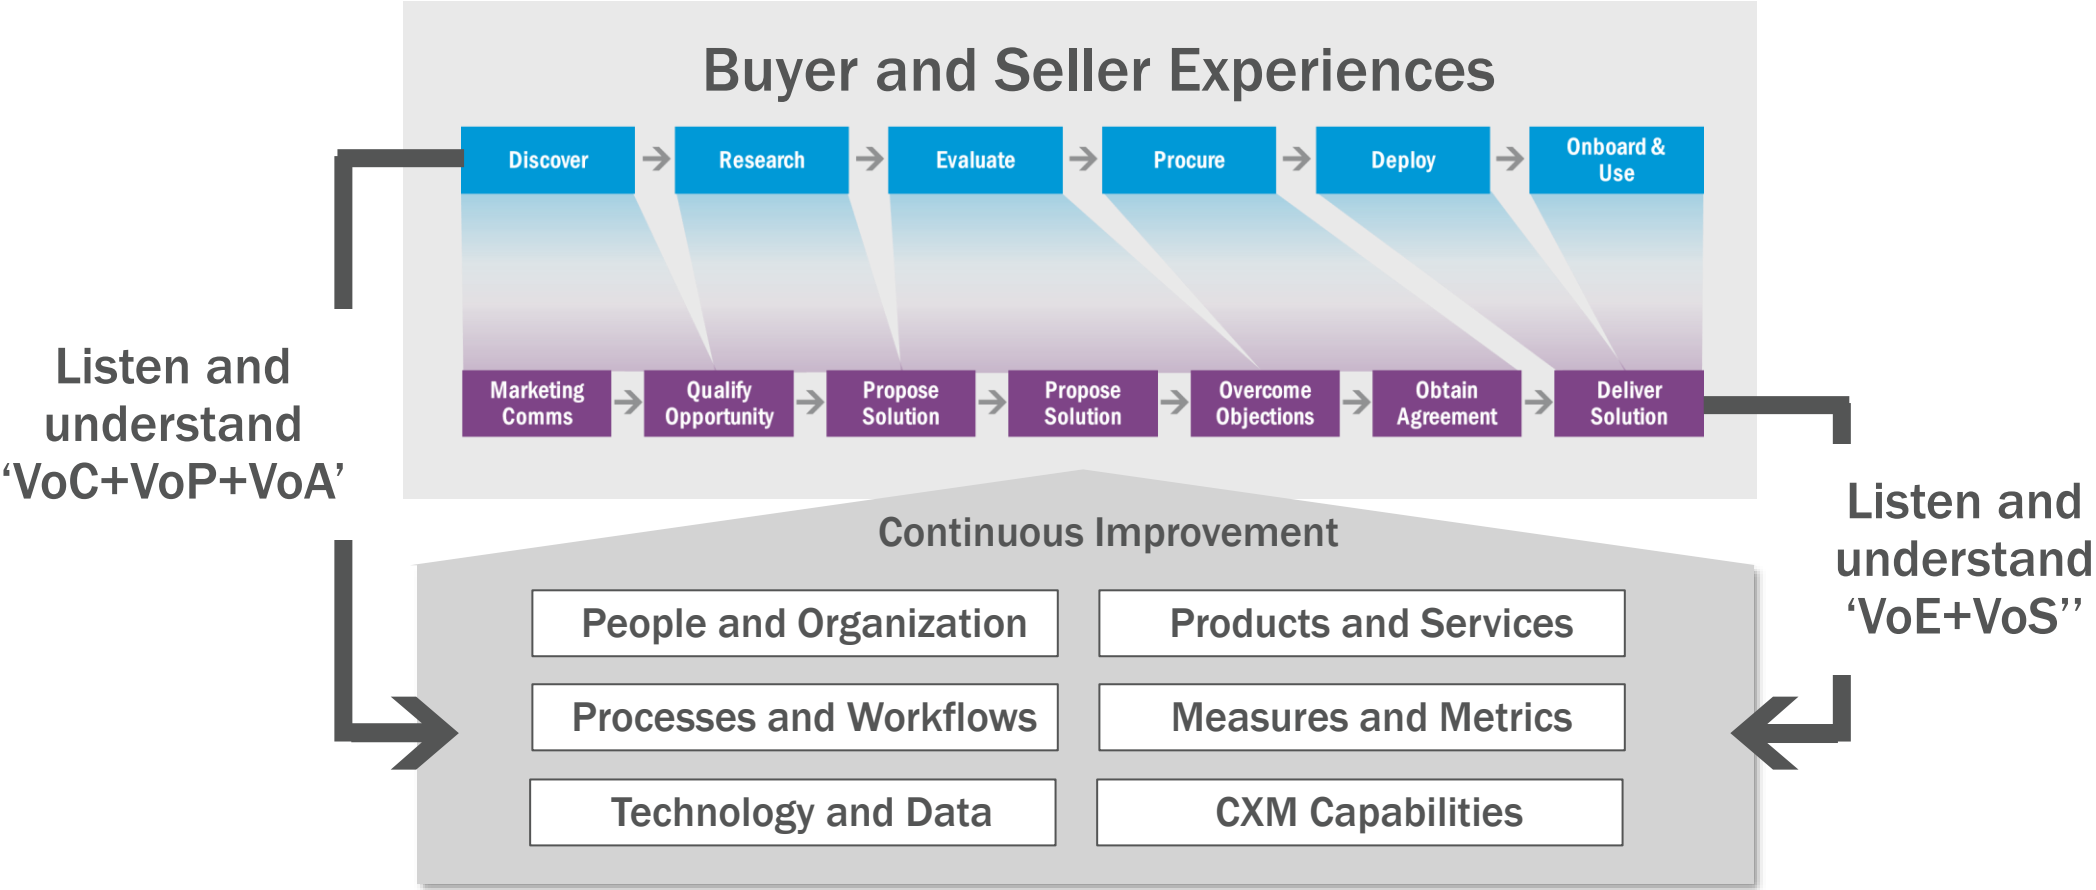 Buyer and Seller Experiences
Discover
Research
Evaluate
Procure
Deploy
Onboard &
Use
Marketing
Comms
Qualify
Opportunity
Propose
Solution
Propose
Solution
Overcome
Objections
Obtain
Agreement
Deliver
Solution
Listen and
understand
‘VoC+VoP+VoA’
Listen and
understand
‘VoE+VoS’’
Continuous Improvement
People and Organization
Products and Services
Processes and Workflows
Measures and Metrics
Technology and Data
CXM Capabilities